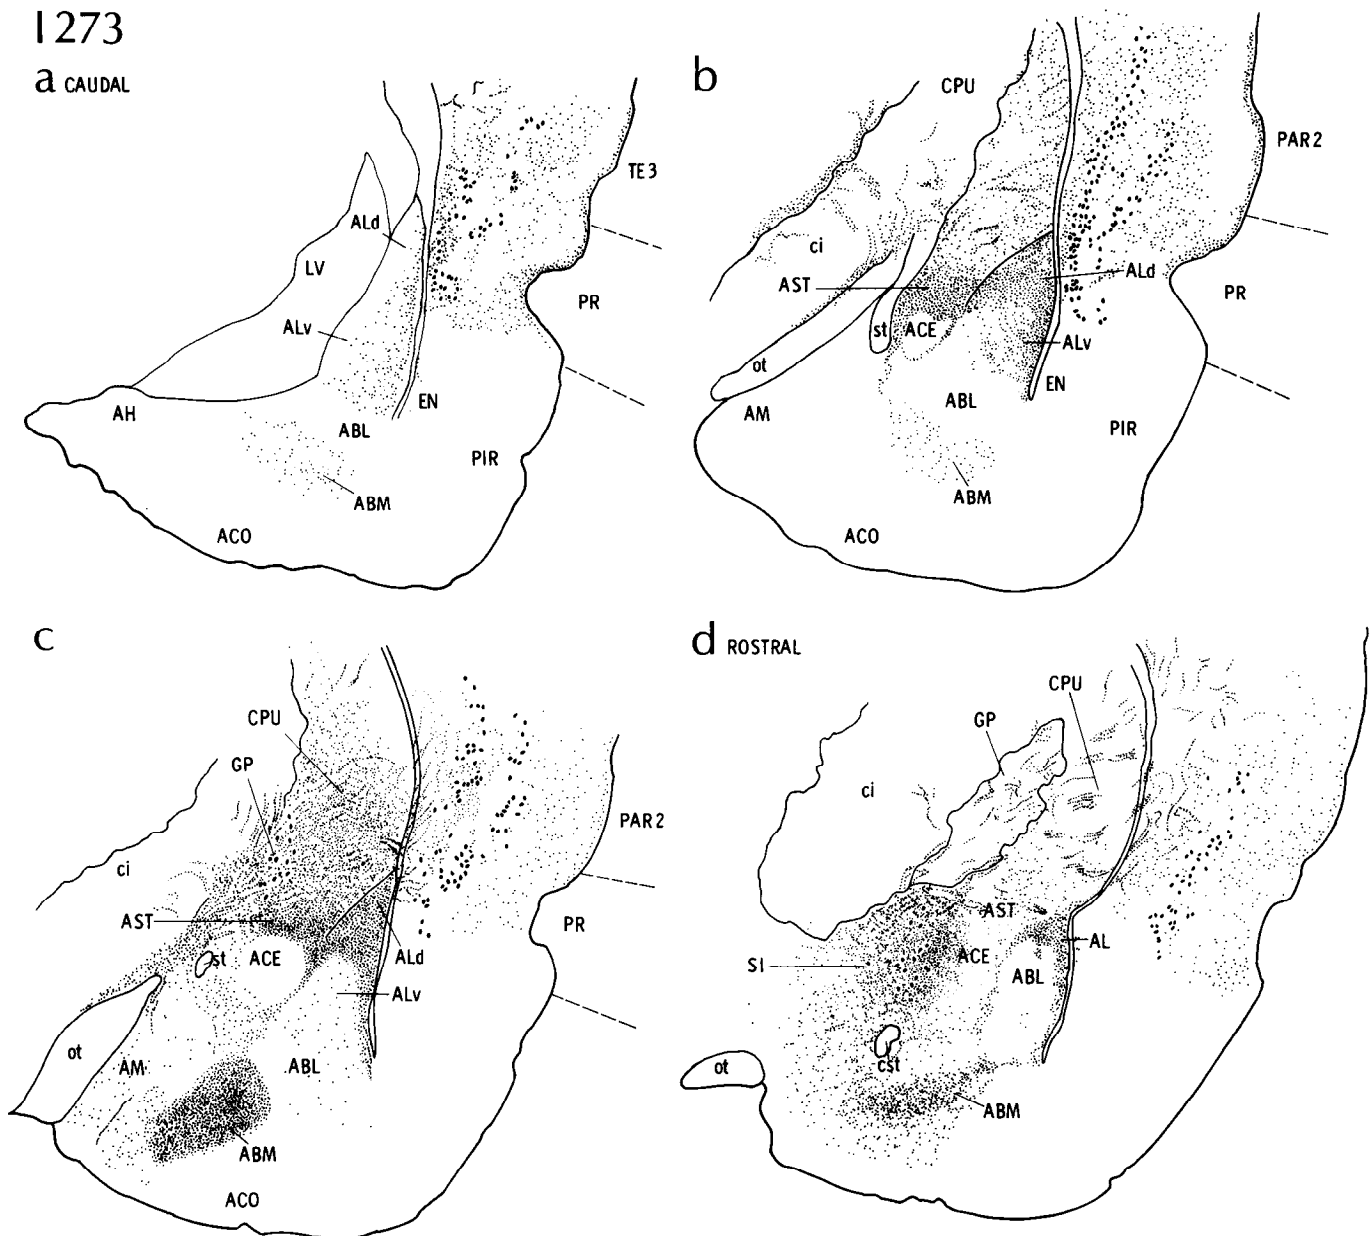 1273
a CAUDAL
TE3
ALd
LV
PR
ALv
EN
AH
ABL
PIR
ABM
ACO
b
CPU
PAR2
ci
ALd
AST
PR
st
ACE
ALv
ot
EN
ABL
AM
PIR
ABM
ACO
c
CPU
GP
PAR2
ci
AST
PR
st
ACE
ALd
ALv
ot
AM
ABL
ABM
ACO
d ROSTRAL
CPU
GP
ci
AST
AL
SI
ACE
ABL
ot
cst
ABM